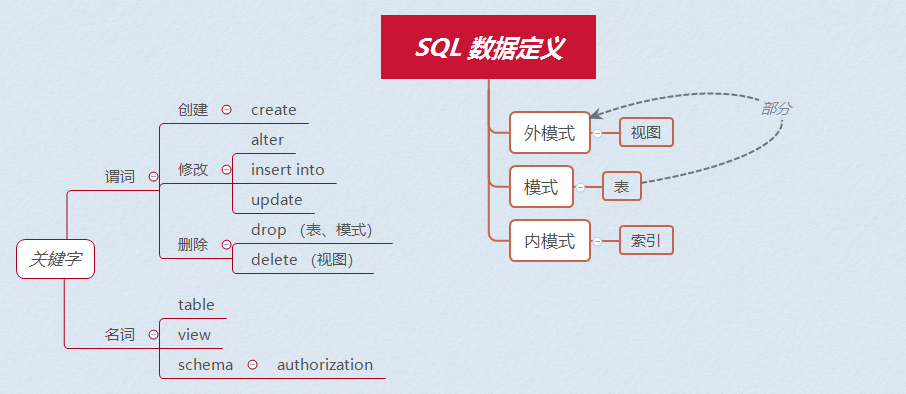 SQL 数据定义
外模式
视图
部分
模式
表
内模式
索引
关键字
谓词
创建
create
修改
alter
insert into
update
删除
drop （表、模式）
delete （视图）
名词
table
view
schema
authorization